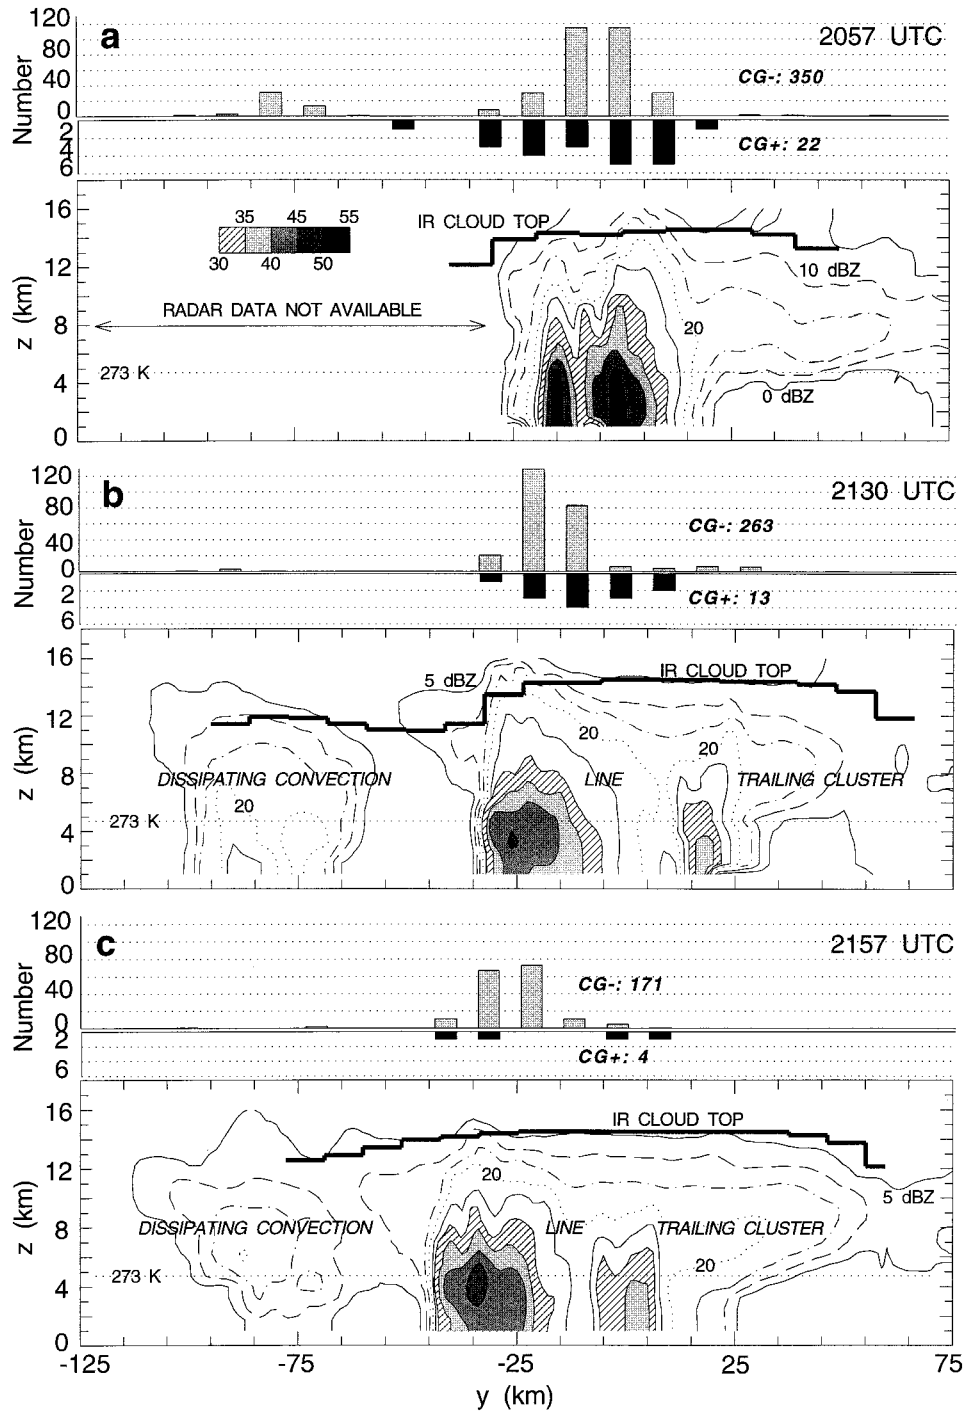 120
a
2057 UTC
80
CG-: 350
40
Number
0
2
CG+: 22
4
6
16
35 45 55
IR CLOUD TOP
30 40 50
12
10 dBZ
RADAR DATA NOT AVAILABLE
z (km)
8
20
273 K
4
0 dBZ
0
120
b
2130 UTC
80
CG-: 263
40
Number
0
2
CG+: 13
6
16
5 dBZ
IR CLOUD TOP
12
20
20
z (km)
8
DISSIPATING CONVECTION
LINE
TRAILING CLUSTER
20
273 K
4
0
120
c
2157 UTC
80
CG-: 171
40
Number
0
2
CG+: 4
6
16
IR CLOUD TOP
12
20
5 dBZ
z (km)
8
DISSIPATING CONVECTION
LINE
TRAILING CLUSTER
20
273 K
4
0
-125 -75 -25 25 75
y (km)